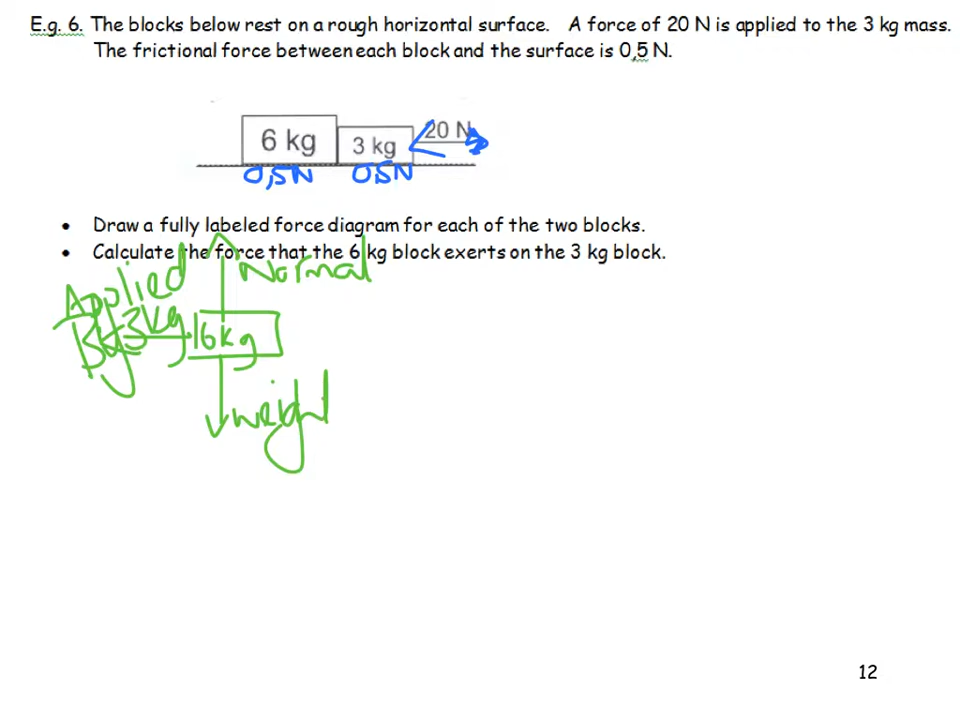 E.g. 6. The blocks below rest on a rough horizontal surface. A force of 20 N is applied to the 3 kg mass.
The frictional force between each block and the surface is 0,5 N.
6 kg
3 kg
20 N
0,5N
0,5N
• Draw a fully labeled force diagram for each of the two blocks.
• Calculate the force that the 6 kg block exerts on the 3 kg block.
Normal
Applied
By 3kg
6kg
weight
12